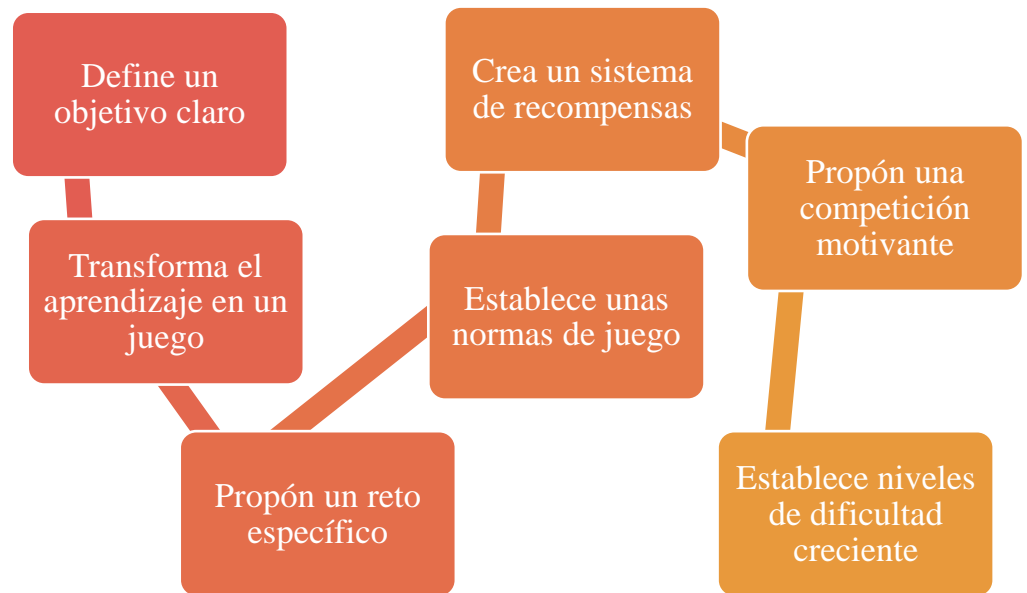 Define un
objetivo claro
Transforma el
aprendizaje en un
juego
Propón un reto
específico
Establece unas
normas de juego
Crea un sistema
de recompensas
Propón una
competición
motivante
Establece niveles
de dificultad
creciente